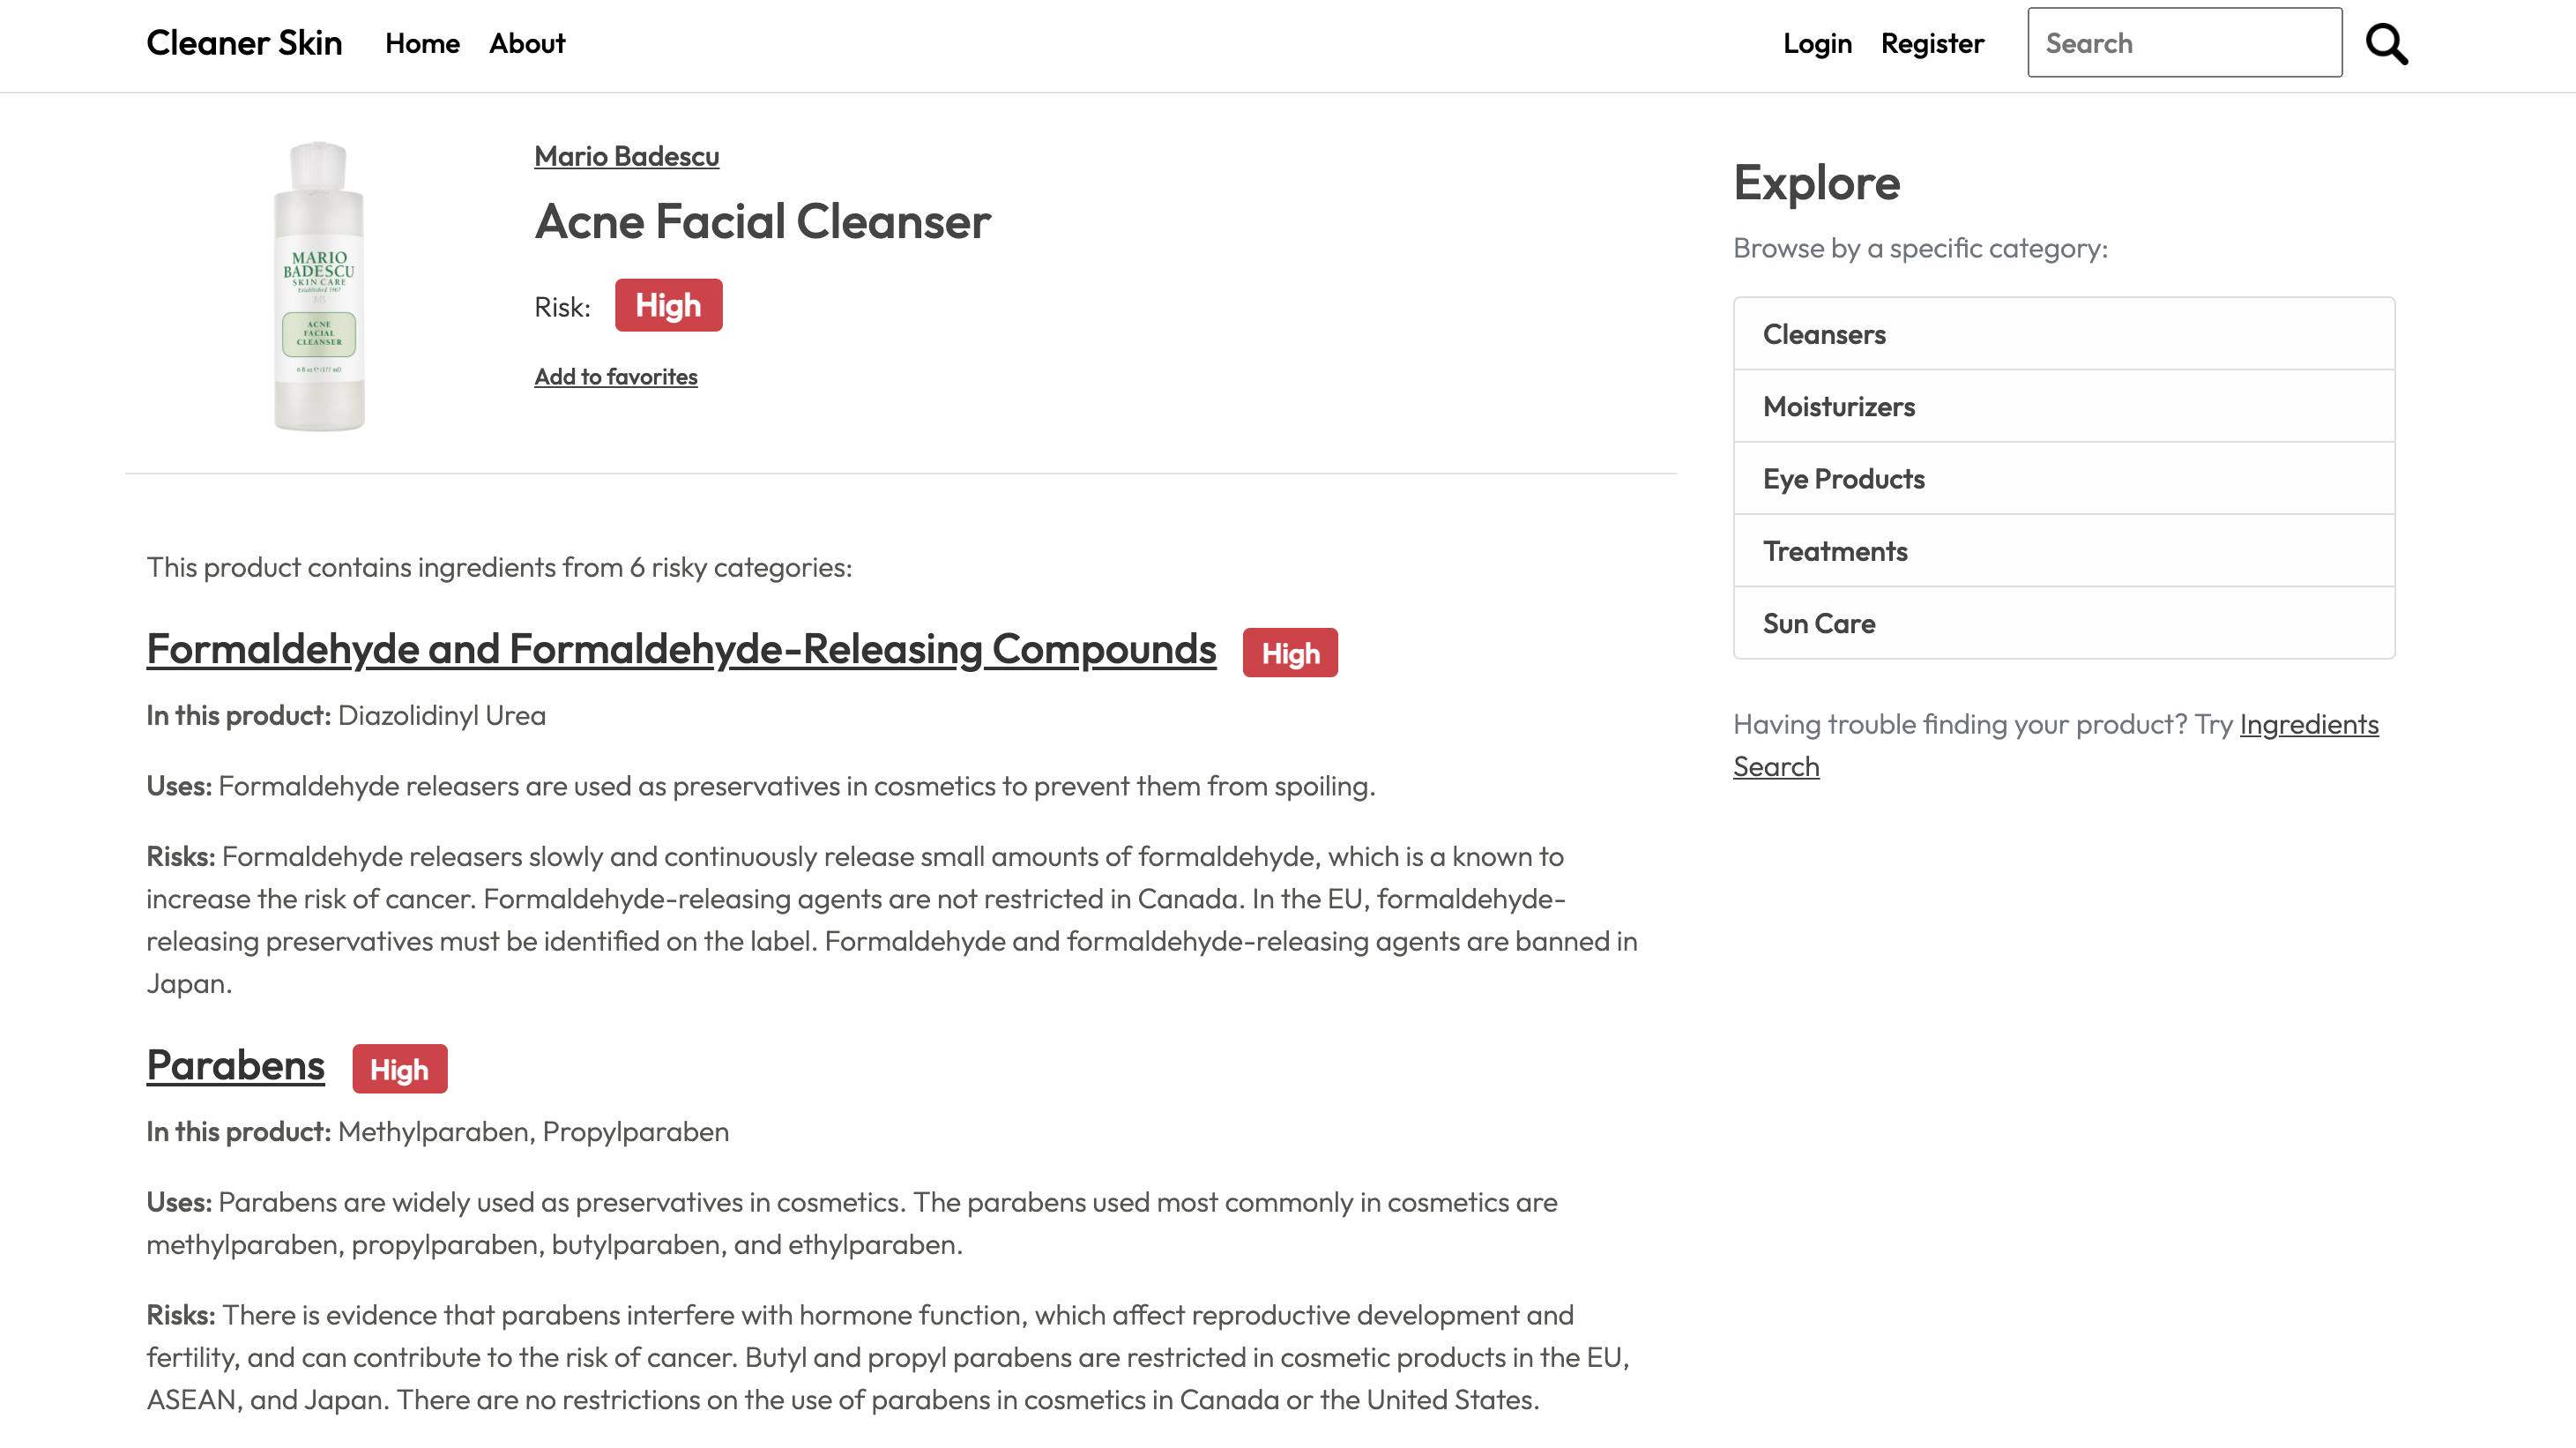 Cleaner Skin Home About Login Register Search
MARIO
BADESCU
SKIN CARE
Established 1967
MB
ACNE
FACIAL
CLEANSER
6 fl oz ℮ (177 ml)
Mario Badescu
Acne Facial Cleanser
Risk: High
Add to favorites
This product contains ingredients from 6 risky categories:
Formaldehyde and Formaldehyde-Releasing Compounds High
In this product: Diazolidinyl Urea
Uses: Formaldehyde releasers are used as preservatives in cosmetics to prevent them from spoiling.
Risks: Formaldehyde releasers slowly and continuously release small amounts of formaldehyde, which is a known to
increase the risk of cancer. Formaldehyde-releasing agents are not restricted in Canada. In the EU, formaldehyde-
releasing preservatives must be identified on the label. Formaldehyde and formaldehyde-releasing agents are banned in
Japan.
Parabens High
In this product: Methylparaben, Propylparaben
Uses: Parabens are widely used as preservatives in cosmetics. The parabens used most commonly in cosmetics are
methylparaben, propylparaben, butylparaben, and ethylparaben.
Risks: There is evidence that parabens interfere with hormone function, which affect reproductive development and
fertility, and can contribute to the risk of cancer. Butyl and propyl parabens are restricted in cosmetic products in the EU,
ASEAN, and Japan. There are no restrictions on the use of parabens in cosmetics in Canada or the United States.
Explore
Browse by a specific category:
Cleansers
Moisturizers
Eye Products
Treatments
Sun Care
Having trouble finding your product? Try Ingredients
Search